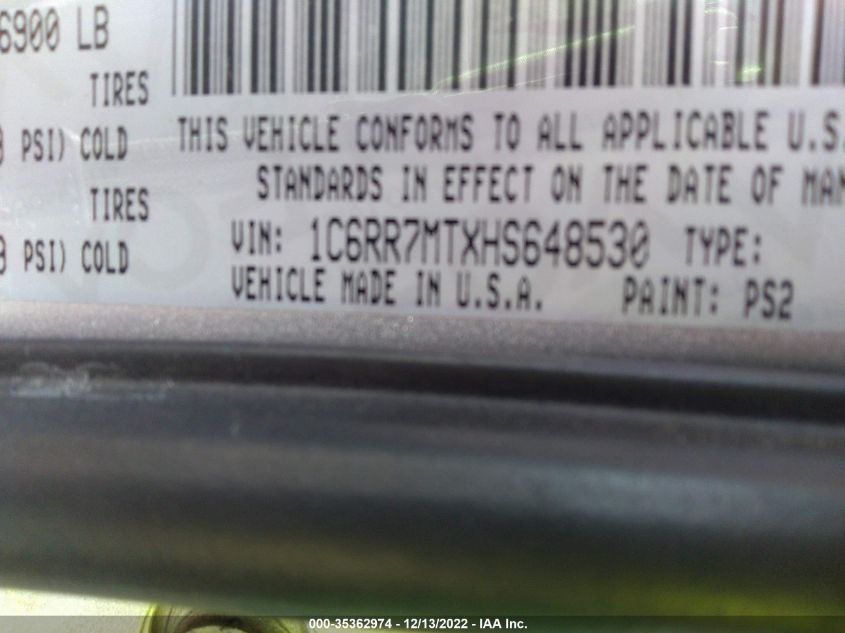 6900 LB
TIRES
PSI) COLD
TIRES
PSI) COLD
THIS VEHICLE CONFORMS TO ALL APPLICABLE U.S.
STANDARDS IN EFFECT ON THE DATE OF
VIN: 1C6RR7MTXHS648530 TYPE:
VEHICLE MADE IN U.S.A. PAINT: PS2
000-35362974 - 12/13/2022 - IAA Inc.